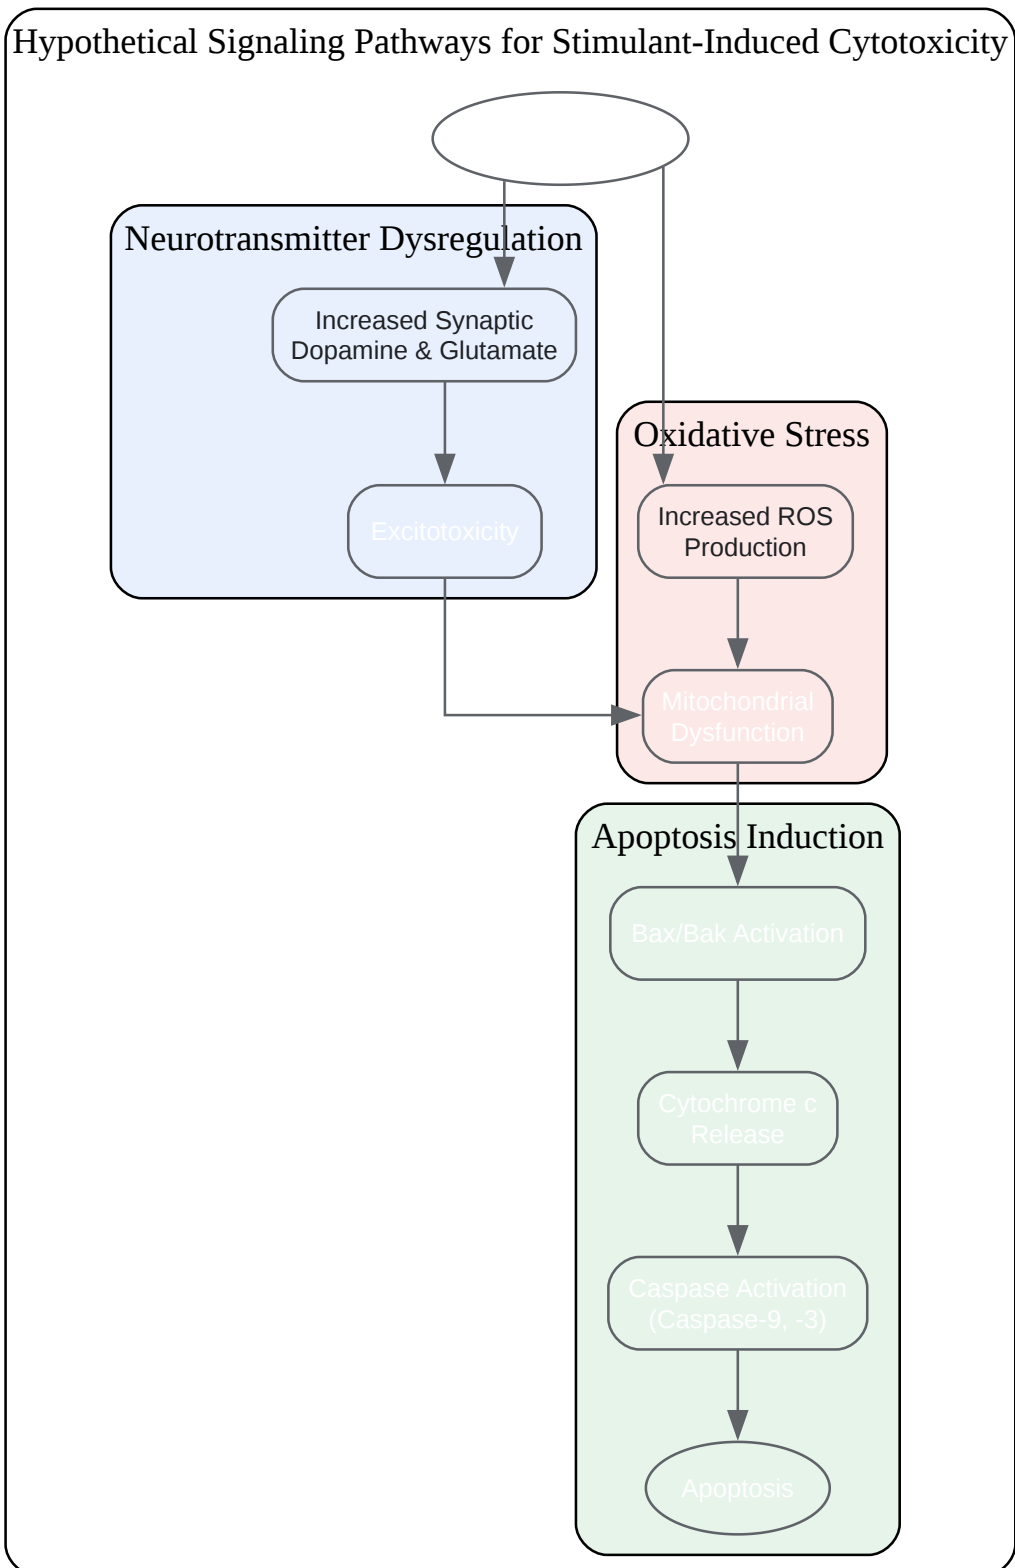 Hypothetical Signaling Pathways for Stimulant-Induced Cytotoxicity
Neurotransmitter Dysregulation
Increased Synaptic
Dopamine & Glutamate
Excitotoxicity
Oxidative Stress
Increased ROS
Production
Mitochondrial
Dysfunction
Apoptosis Induction
Bax/Bak Activation
Cytochrome c
Release
Caspase Activation
(Caspase-9, -3)
Apoptosis